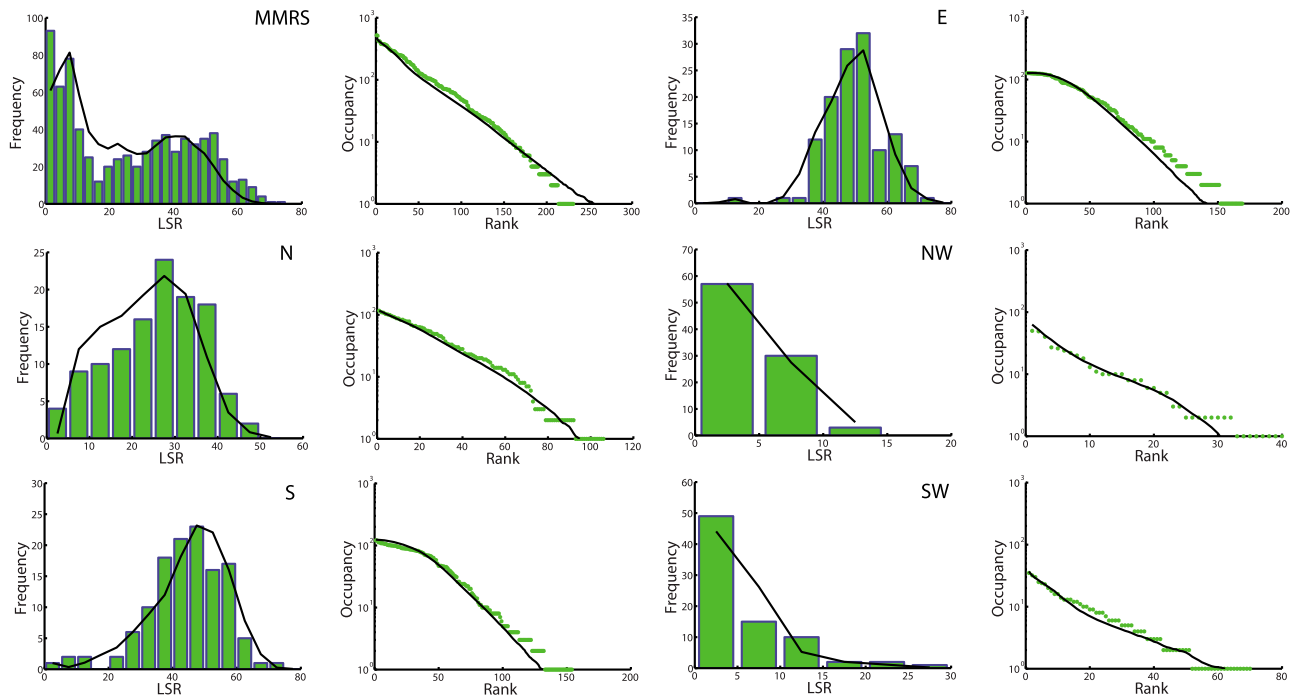 MMRS
Frequency
100
80
60
40
20
0
0 20 40 60 80
LSR
Occupancy
10³
10²
10¹
10⁰
0 50 100 150 200 250 300
Rank
E
Frequency
35
30
25
20
15
10
5
0
0 20 40 60 80
LSR
Occupancy
10³
10²
10¹
10⁰
0 50 100 150 200
Rank
N
Frequency
25
20
15
10
5
0
0 10 20 30 40 50 60
LSR
Occupancy
10³
10²
10¹
10⁰
0 20 40 60 80 100 120
Rank
NW
Frequency
70
60
50
40
30
20
10
0
0 5 10 15 20
LSR
Occupancy
10³
10²
10¹
10⁰
0 10 20 30 40
Rank
S
Frequency
30
25
20
15
10
5
0
0 20 40 60 80
LSR
Occupancy
10³
10²
10¹
10⁰
0 50 100 150 200
Rank
SW
Frequency
60
50
40
30
20
10
0
0 5 10 15 20 25 30
LSR
Occupancy
10³
10²
10¹
10⁰
0 20 40 60 80
Rank